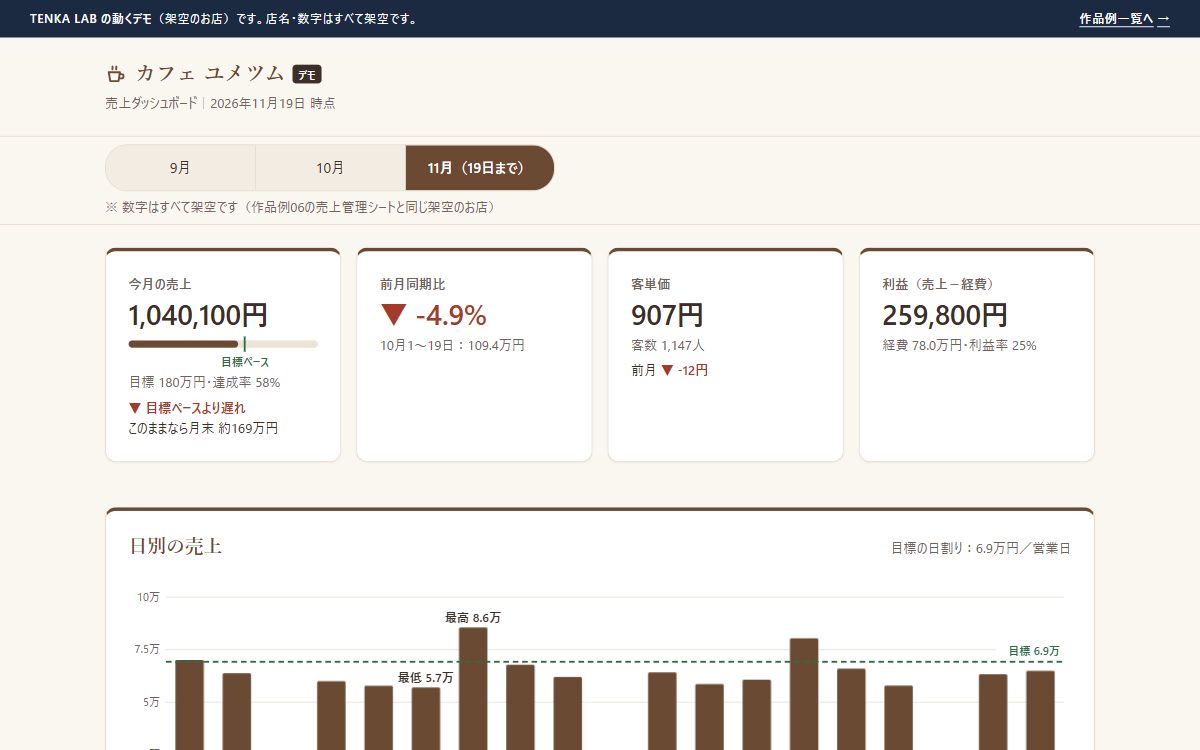 TENKA LAB の動くデモ（架空のお店）です。店名・数字はすべて架空です。
作品例一覧へ →
カフェ ユメツム デモ
売上ダッシュボード｜2026年11月19日 時点
9月
10月
11月（19日まで）
※ 数字はすべて架空です（作品例06の売上管理シートと同じ架空のお店）
今月の売上
1,040,100円
目標ペース
目標 180万円・達成率 58%
▼ 目標ペースより遅れ
このままなら月末 約169万円
前月同期比
▼ -4.9%
10月1〜19日：109.4万円
客単価
907円
客数 1,147人
前月 ▼ -12円
利益（売上－経費）
259,800円
経費 78.0万円・利益率 25%
日別の売上
目標の日割り：6.9万円／営業日
10万
最高 8.6万
7.5万
目標 6.9万
最低 5.7万
5万